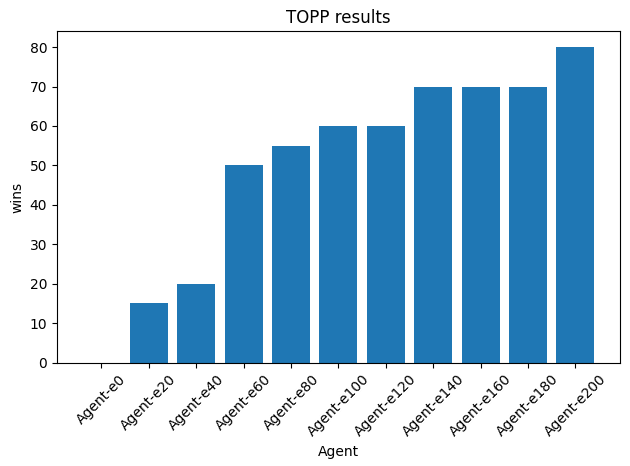 TOPP results
wins
80
70
60
50
40
30
20
10
0
Agent-e0
Agent-e20
Agent-e40
Agent-e60
Agent-e80
Agent-e100
Agent-e120
Agent-e140
Agent-e160
Agent-e180
Agent-e200
Agent